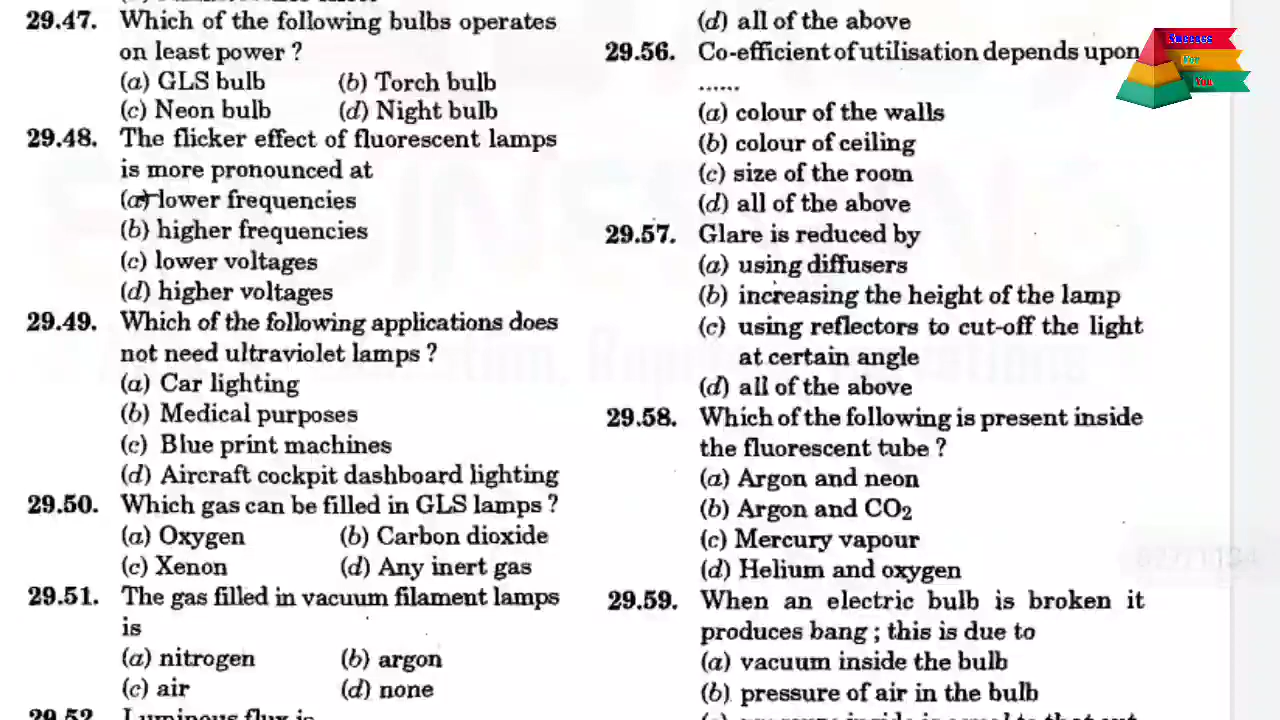 29.47. Which of the following bulbs operates
on least power ?
(a) GLS bulb (b) Torch bulb
(c) Neon bulb (d) Night bulb
29.48. The flicker effect of fluorescent lamps
is more pronounced at
(a) lower frequencies
(b) higher frequencies
(c) lower voltages
(d) higher voltages
29.49. Which of the following applications does
not need ultraviolet lamps ?
(a) Car lighting
(b) Medical purposes
(c) Blue print machines
(d) Aircraft cockpit dashboard lighting
29.50. Which gas can be filled in GLS lamps ?
(a) Oxygen (b) Carbon dioxide
(c) Xenon (d) Any inert gas
29.51. The gas filled in vacuum filament lamps
is
(a) nitrogen (b) argon
(c) air (d) none
29.52. Luminous flux is
(d) all of the above
29.56. Co-efficient of utilisation depends upon
......
(a) colour of the walls
(b) colour of ceiling
(c) size of the room
(d) all of the above
29.57. Glare is reduced by
(a) using diffusers
(b) increasing the height of the lamp
(c) using reflectors to cut-off the light
at certain angle
(d) all of the above
29.58. Which of the following is present inside
the fluorescent tube ?
(a) Argon and neon
(b) Argon and CO₂
(c) Mercury vapour
(d) Helium and oxygen
29.59. When an electric bulb is broken it
produces bang ; this is due to
(a) vacuum inside the bulb
(b) pressure of air in the bulb
Success
For
You